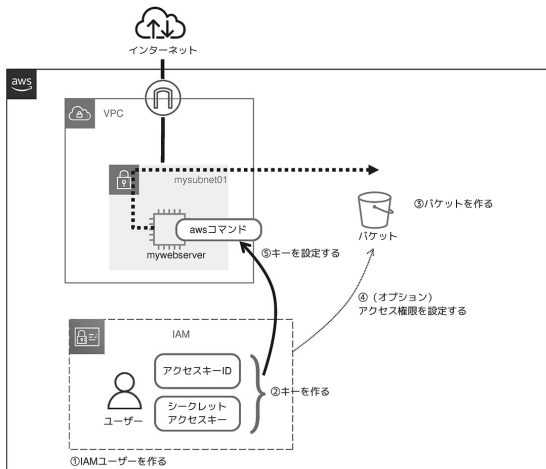 インターネット
aws
VPC
mysubnet01
awsコマンド
mywebserver
③バケットを作る
バケット
⑤キーを設定する
④（オプション）
アクセス権限を設定する
IAM
アクセスキーID
②キーを作る
シークレット
アクセスキー
ユーザー
①IAMユーザーを作る